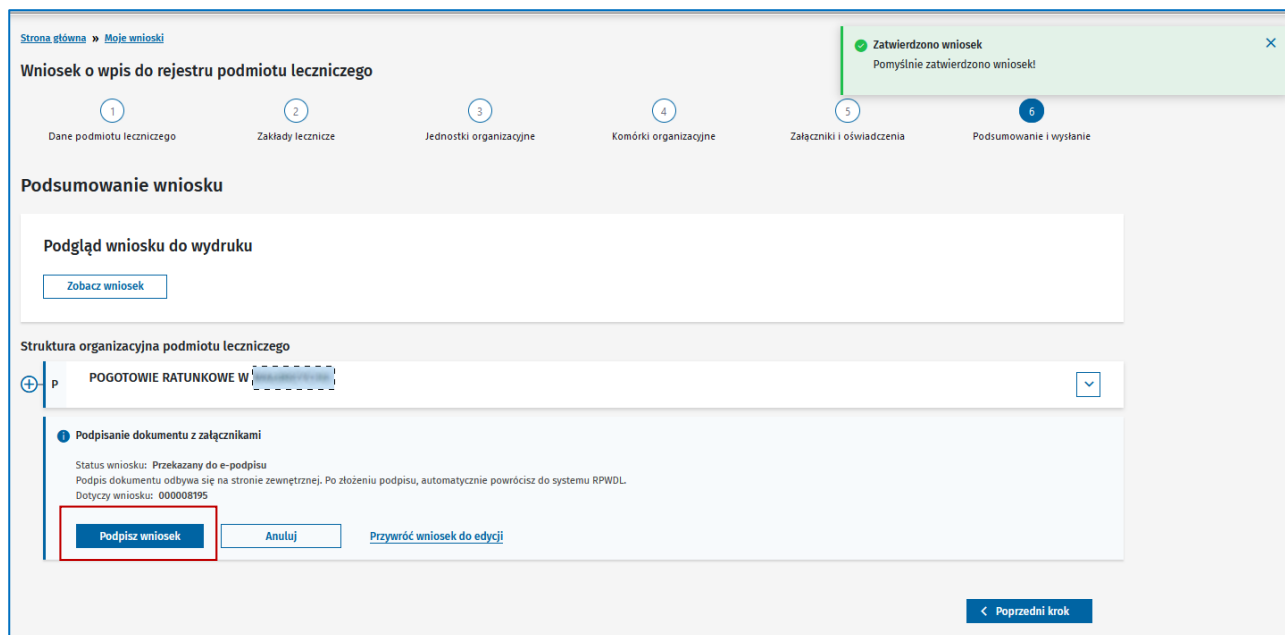 Strona główna » Moje wnioski
Zatwierdzono wniosek
Pomyślnie zatwierdzono wniosek!
Wniosek o wpis do rejestru podmiotu leczniczego
1
Dane podmiotu leczniczego
2
Zakłady lecznicze
3
Jednostki organizacyjne
4
Komórki organizacyjne
5
Załączniki i oświadczenia
6
Podsumowanie i wysłanie
Podsumowanie wniosku
Podgląd wniosku do wydruku
Zobacz wniosek
Struktura organizacyjna podmiotu leczniczego
P POGOTOWIE RATUNKOWE W
Podpisanie dokumentu z załącznikami
Status wniosku: Przekazany do e-podpisu
Podpis dokumentu odbywa się na stronie zewnętrznej. Po złożeniu podpisu, automatycznie powrócisz do systemu RPWDL.
Dotyczy wniosku: 000008195
Podpisz wniosek Anuluj Przywróć wniosek do edycji
Poprzedni krok